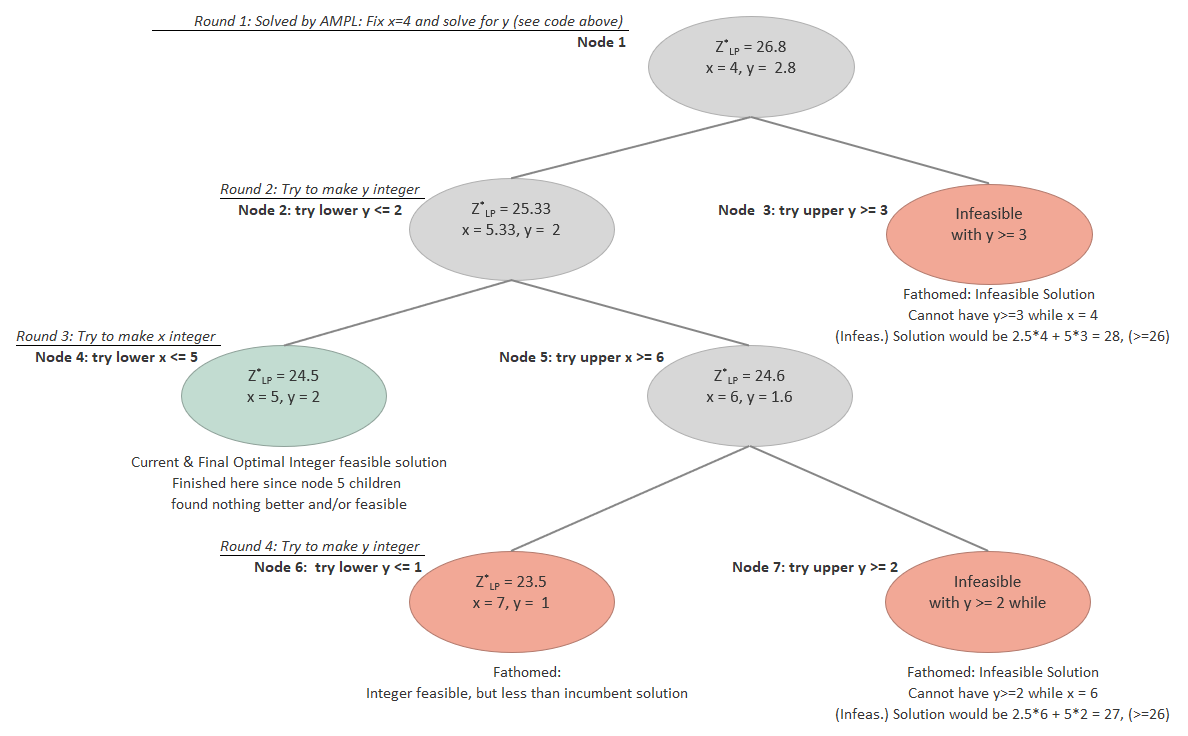 Round 1: Solved by AMPL: Fix x=4 and solve for y (see code above)
Node 1
Z*LP = 26.8
x = 4, y = 2.8
Round 2: Try to make y integer
Node 2: try lower y <= 2
Z*LP = 25.33
x = 5.33, y = 2
Node 3: try upper y >= 3
Infeasible
with y >= 3
Fathomed: Infeasible Solution
Cannot have y>=3 while x = 4
(Infeas.) Solution would be 2.5*4 + 5*3 = 28, (>=26)
Round 3: Try to make x integer
Node 4: try lower x <= 5
Z*LP = 24.5
x = 5, y = 2
Current & Final Optimal Integer feasible solution
Finished here since node 5 children
found nothing better and/or feasible
Node 5: try upper x >= 6
Z*LP = 24.6
x = 6, y = 1.6
Round 4: Try to make y integer
Node 6: try lower y <= 1
Z*LP = 23.5
x = 7, y = 1
Fathomed:
Integer feasible, but less than incumbent solution
Node 7: try upper y >= 2
Infeasible
with y >= 2 while
Fathomed: Infeasible Solution
Cannot have y>=2 while x = 6
(Infeas.) Solution would be 2.5*6 + 5*2 = 27, (>=26)